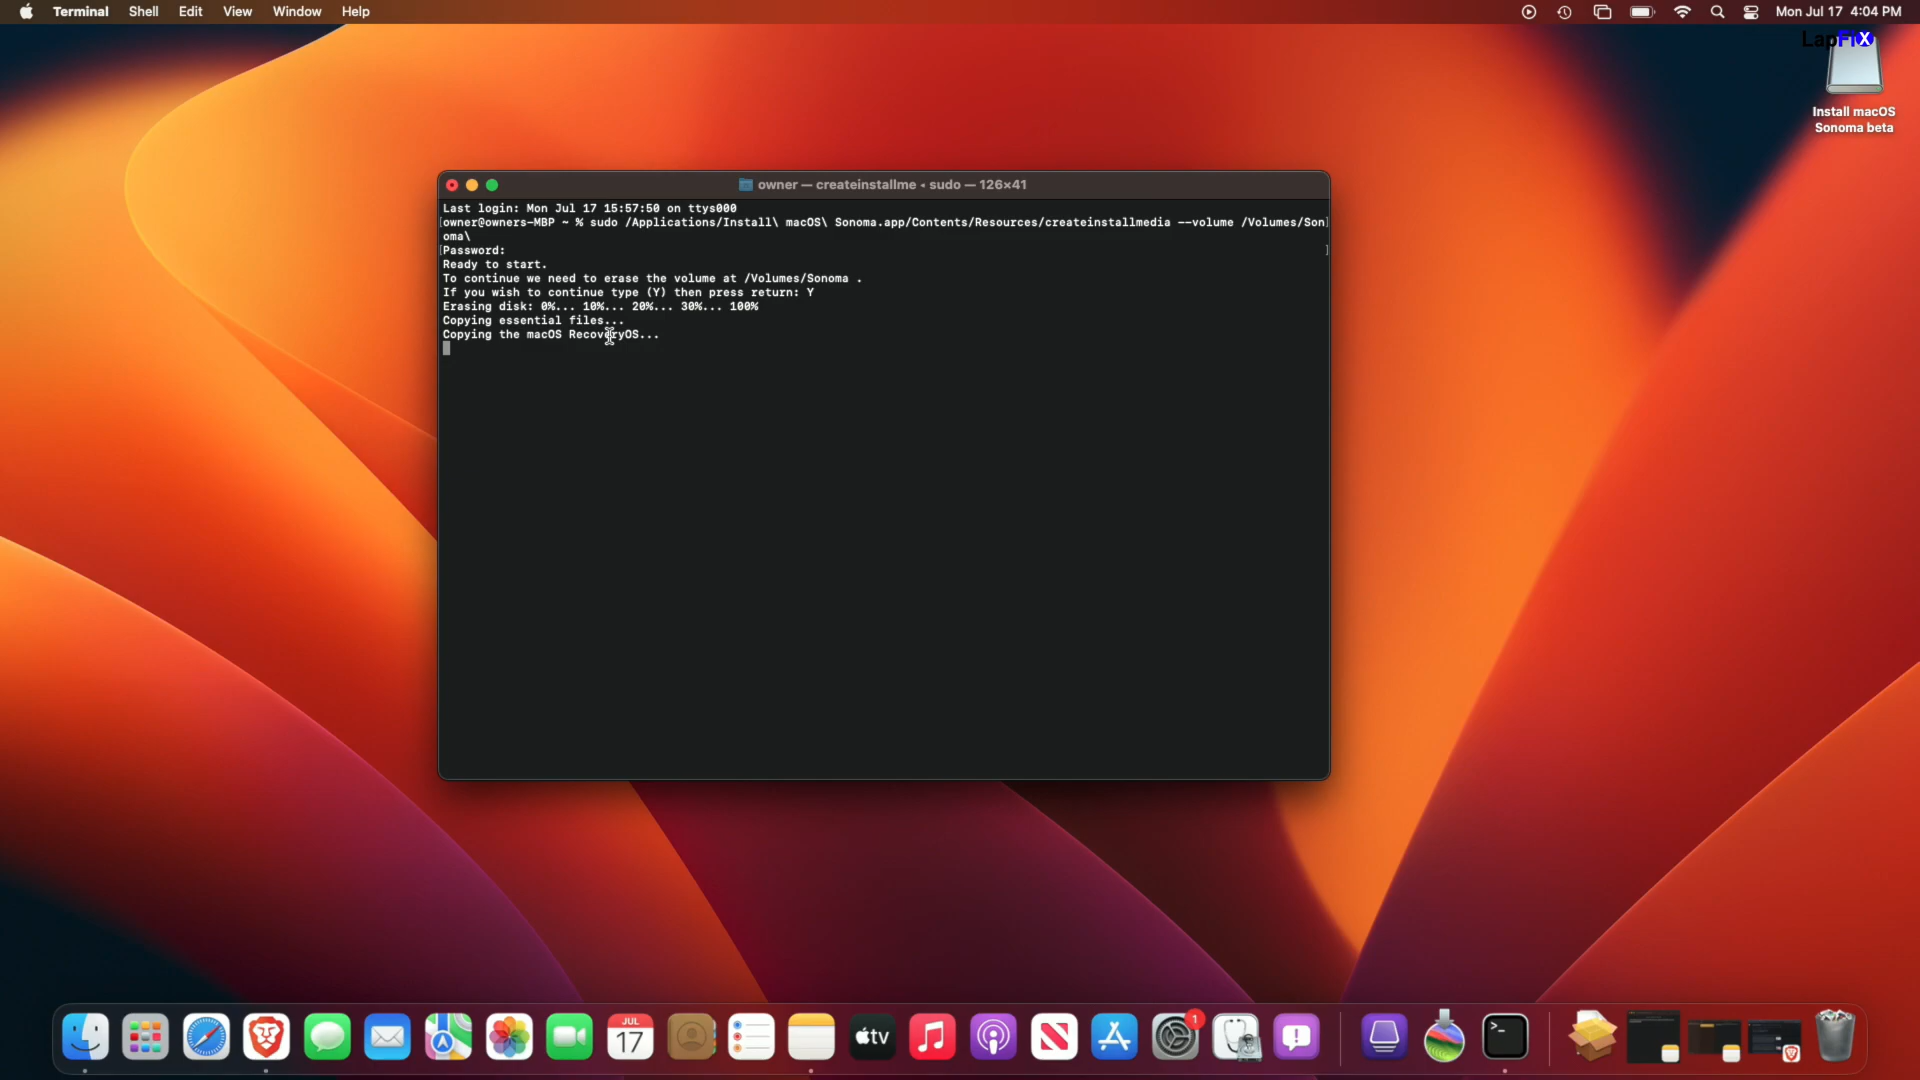 Terminal Shell Edit View Window Help Mon Jul 17 4:04 PM
LapFiX
Install macOS
Sonoma beta
owner — createinstallme • sudo — 126×41
Last login: Mon Jul 17 15:57:50 on ttys000
[owner@owners-MBP ~ % sudo /Applications/Install\ macOS\ Sonoma.app/Contents/Resources/createinstallmedia --volume /Volumes/Son]
oma\
[Password: ]
Ready to start.
To continue we need to erase the volume at /Volumes/Sonoma .
If you wish to continue type (Y) then press return: Y
Erasing disk: 0%... 10%... 20%... 30%... 100%
Copying essential files...
Copying the macOS RecoveryOS...
JUL
17
tv
1
>_